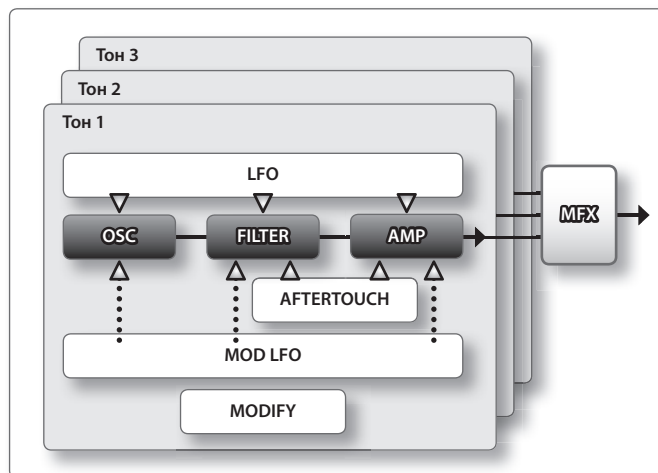 Тон 3
Тон 2
Тон 1
LFO
OSC
FILTER
AMP
MFX
AFTERTOUCH
MOD LFO
MODIFY